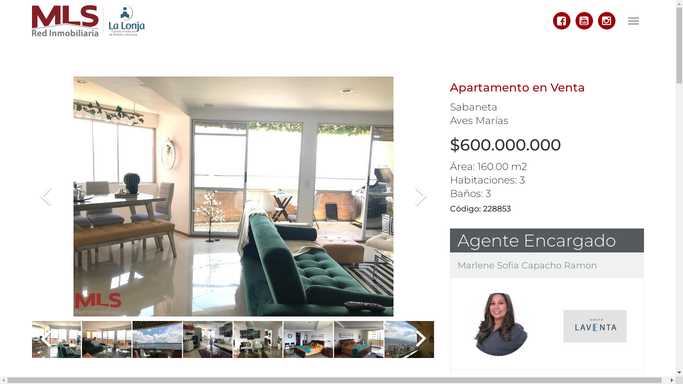 MLS
Red Inmobiliaria
La Lonja
Apartamento en Venta
Sabaneta
Aves Marías
$600.000.000
Área: 160.00 m2
Habitaciones: 3
Baños: 3
Código: 228853
MLS
Agente Encargado
Marlene Sofia Capacho Ramon
LAVENTA